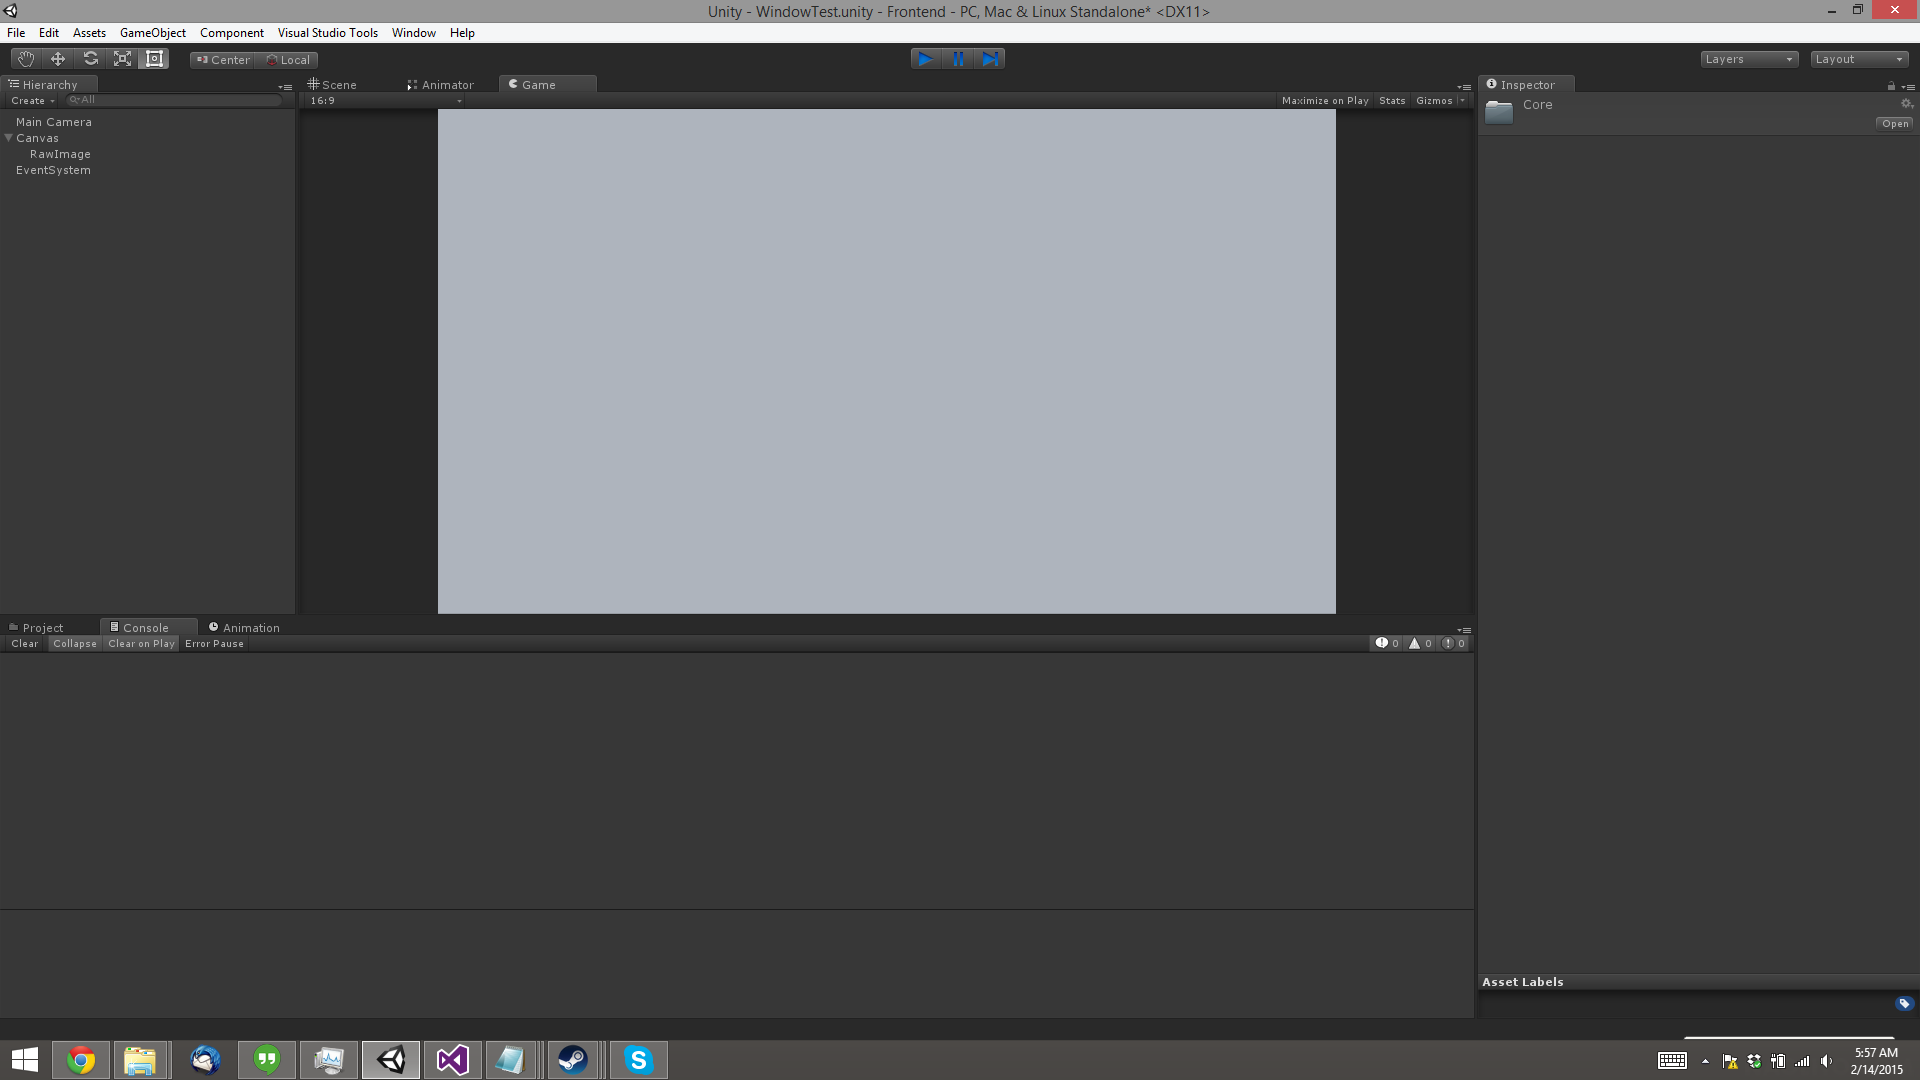 Unity - WindowTest.unity - Frontend - PC, Mac & Linux Standalone* <DX11>
File Edit Assets GameObject Component Visual Studio Tools Window Help
Center Local Layers Layout
Hierarchy Scene Animator Game Inspector
Create All 16:9 Maximize on Play Stats Gizmos Core
Open
Main Camera
Canvas
RawImage
EventSystem
Project Console Animation
Clear Collapse Clear on Play Error Pause 0 0 0
Asset Labels
5:57 AM
2/14/2015